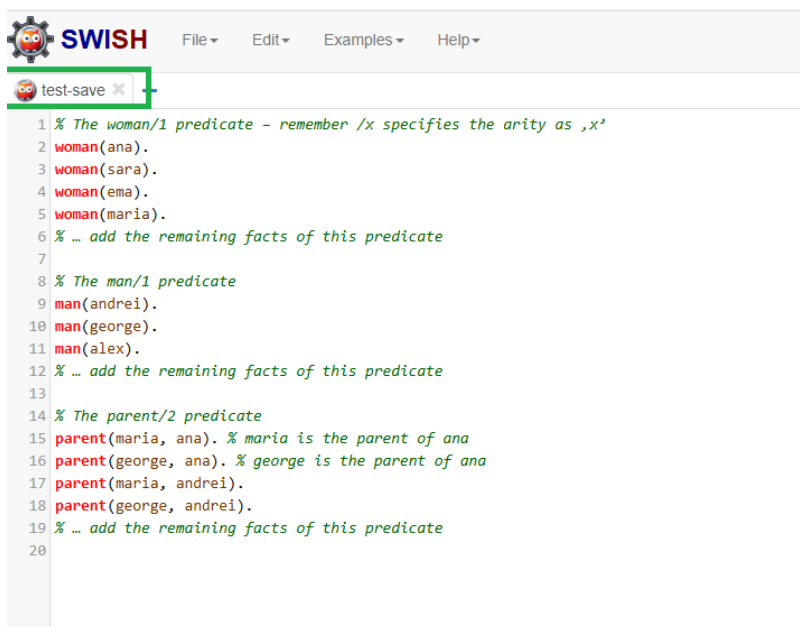 SWISH File Edit Examples Help
test-save
1 % The woman/1 predicate – remember /x specifies the arity as ‚x’
2 woman(ana).
3 woman(sara).
4 woman(ema).
5 woman(maria).
6 % … add the remaining facts of this predicate
7
8 % The man/1 predicate
9 man(andrei).
10 man(george).
11 man(alex).
12 % … add the remaining facts of this predicate
13
14 % The parent/2 predicate
15 parent(maria, ana). % maria is the parent of ana
16 parent(george, ana). % george is the parent of ana
17 parent(maria, andrei).
18 parent(george, andrei).
19 % … add the remaining facts of this predicate
20